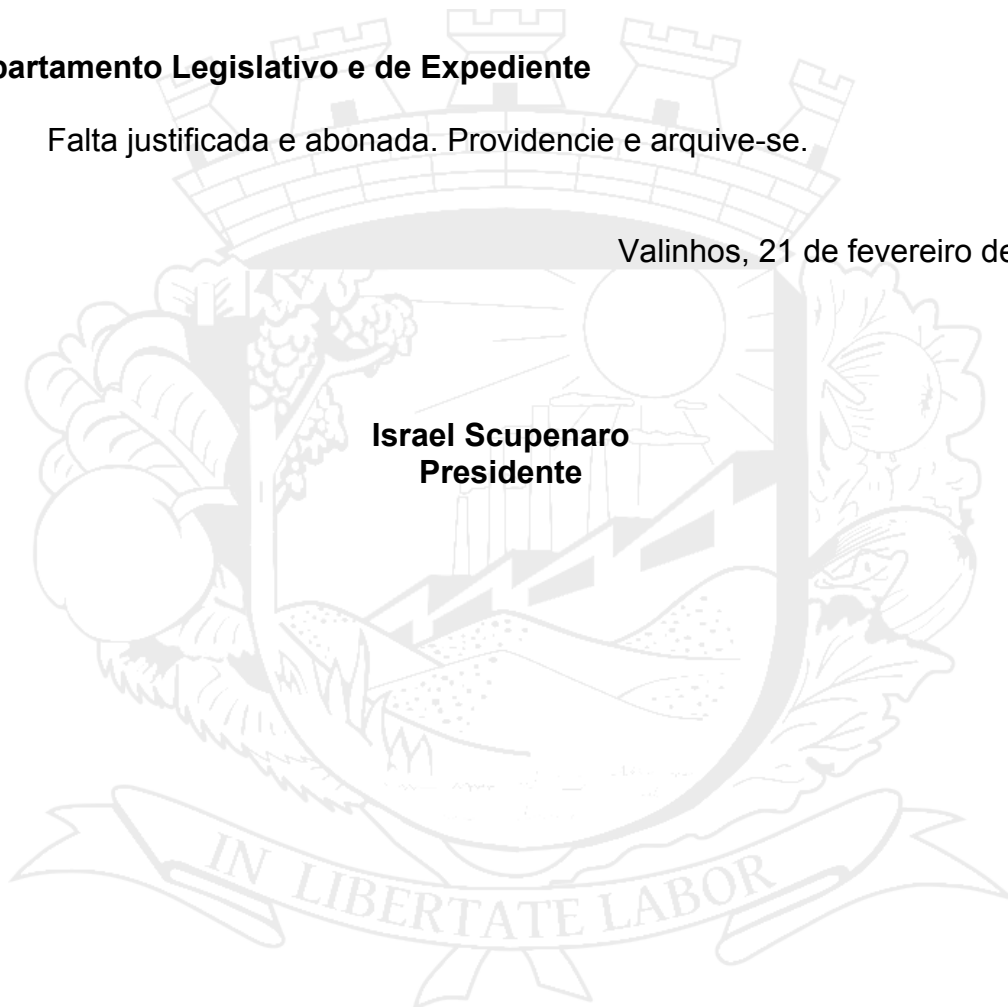 partamento Legislativo e de Expediente
Falta justificada e abonada. Providencie e arquive-se.
Valinhos, 21 de fevereiro de
Israel Scupenaro
Presidente
IN LIBERTATE LABOR